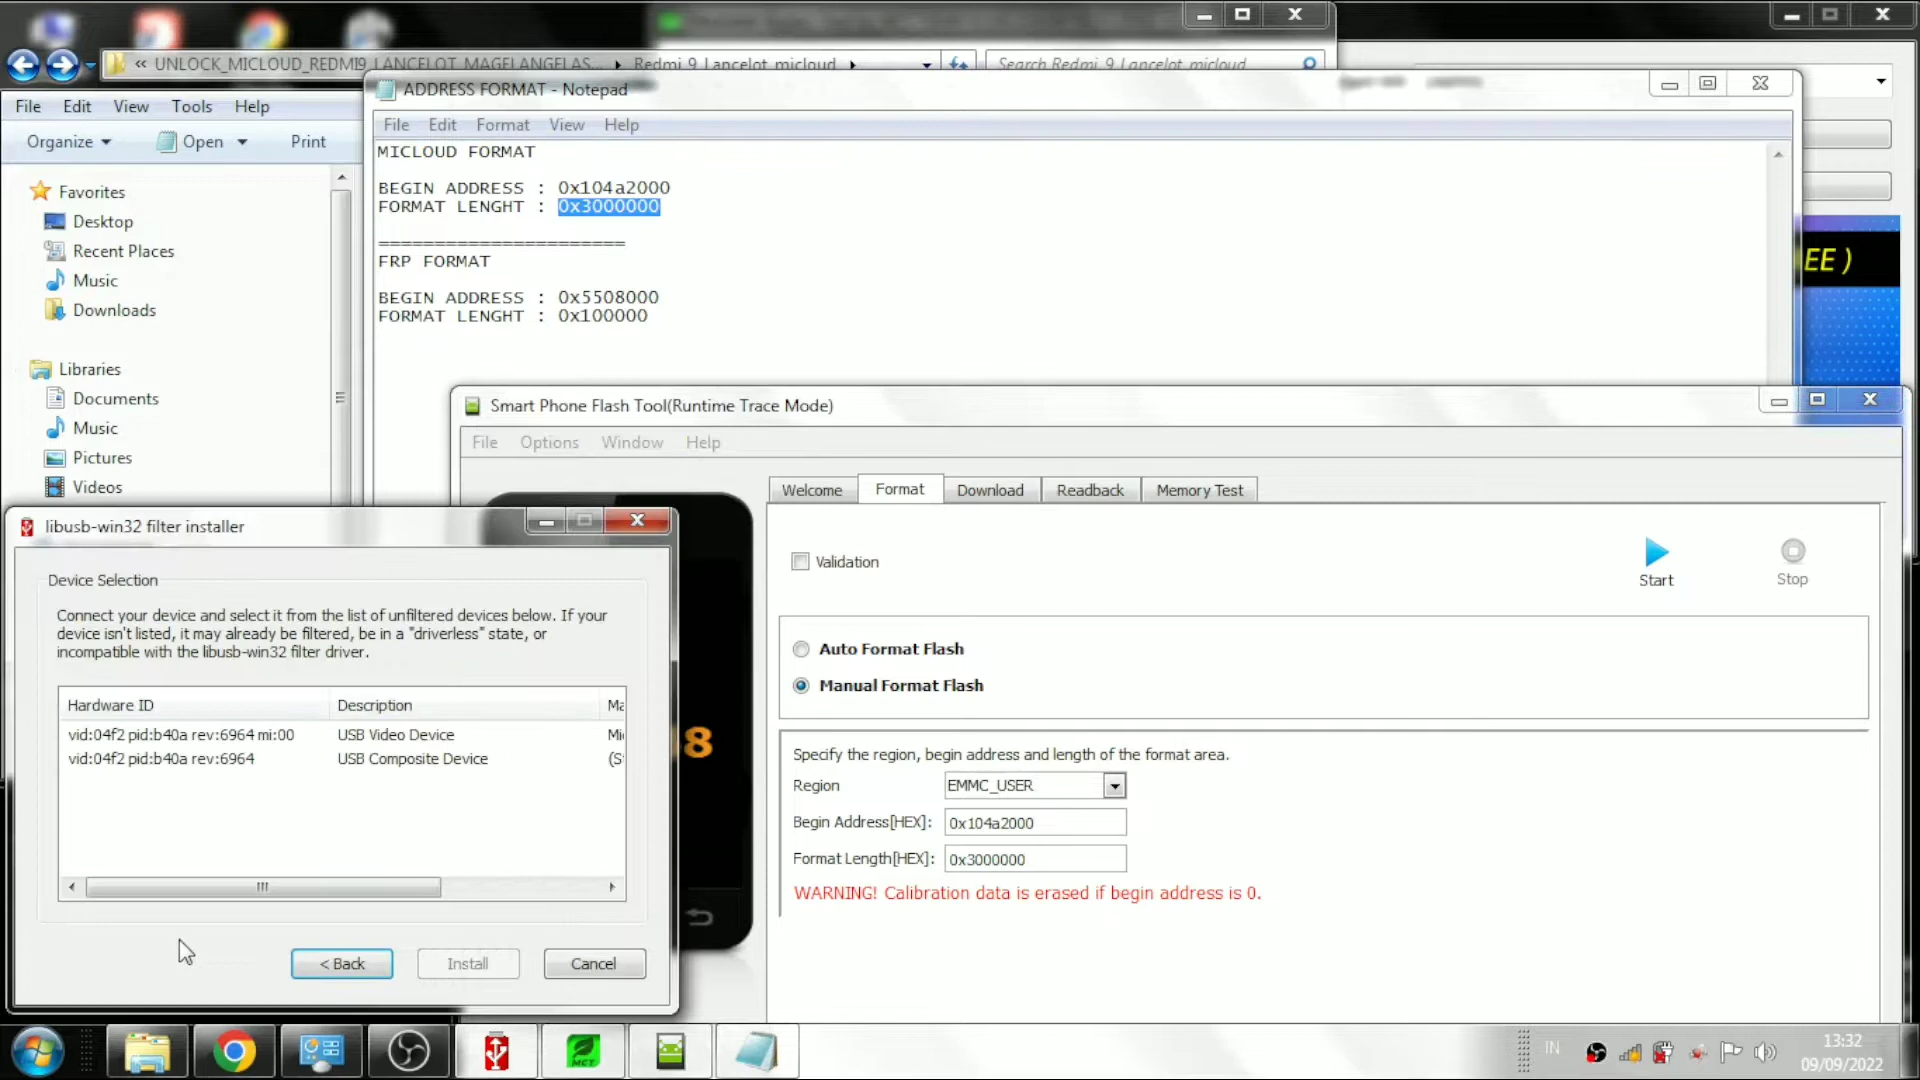 « UNLOCK_MICLOUD_REDMI9_LANCELOT_MAGELANGELAS... ▸ Redmi 9 Lancelot micloud ▸
Search Redmi 9 Lancelot micloud
File Edit View Tools Help
Organize Open Print
Favorites
Desktop
Recent Places
Music
Downloads
Libraries
Documents
Music
Pictures
Videos
ADDRESS FORMAT - Notepad
File Edit Format View Help
MICLOUD FORMAT
BEGIN ADDRESS : 0x104a2000
FORMAT LENGHT : 0x3000000
======================
FRP FORMAT
BEGIN ADDRESS : 0x5508000
FORMAT LENGHT : 0x100000
EE )
Smart Phone Flash Tool(Runtime Trace Mode)
File Options Window Help
Welcome Format Download Readback Memory Test
Validation
Start
Stop
Auto Format Flash
Manual Format Flash
Specify the region, begin address and length of the format area.
Region EMMC_USER
Begin Address[HEX]: 0x104a2000
Format Length[HEX]: 0x3000000
WARNING! Calibration data is erased if begin address is 0.
8
libusb-win32 filter installer
Device Selection
Connect your device and select it from the list of unfiltered devices below. If your
device isn't listed, it may already be filtered, be in a "driverless" state, or
incompatible with the libusb-win32 filter driver.
Hardware ID Description Ma
vid:04f2 pid:b40a rev:6964 mi:00 USB Video Device Mi
vid:04f2 pid:b40a rev:6964 USB Composite Device (S
< Back Install Cancel
MCT
IN
13:32
09/09/2022